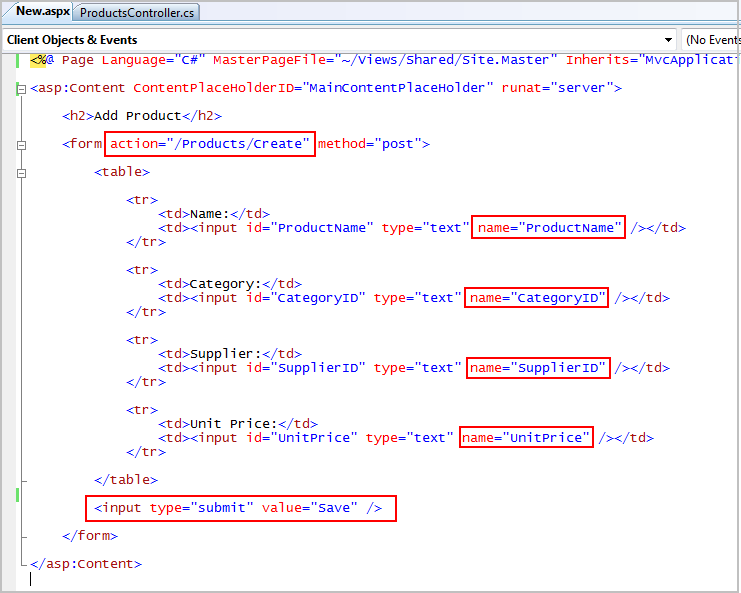 New.aspx ProductsController.cs
Client Objects & Events (No Events
<%@ Page Language="C#" MasterPageFile="~/Views/Shared/Site.Master" Inherits="MvcApplicati
<asp:Content ContentPlaceHolderID="MainContentPlaceHolder" runat="server">
<h2>Add Product</h2>
<form action="/Products/Create" method="post">
<table>
<tr>
<td>Name:</td>
<td><input id="ProductName" type="text" name="ProductName" /></td>
</tr>
<tr>
<td>Category:</td>
<td><input id="CategoryID" type="text" name="CategoryID" /></td>
</tr>
<tr>
<td>Supplier:</td>
<td><input id="SupplierID" type="text" name="SupplierID" /></td>
</tr>
<tr>
<td>Unit Price:</td>
<td><input id="UnitPrice" type="text" name="UnitPrice" /></td>
</tr>
</table>
<input type="submit" value="Save" />
</form>
</asp:Content>